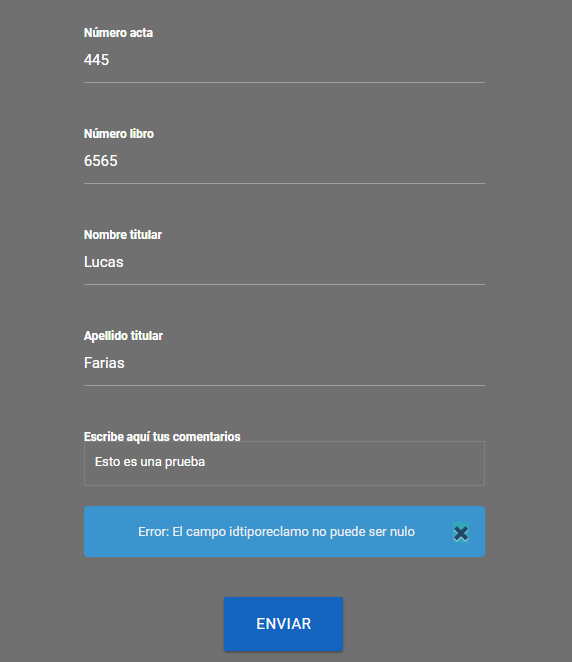 Número acta
445
Número libro
6565
Nombre titular
Lucas
Apellido titular
Farias
Escribe aquí tus comentarios
Esto es una prueba
Error: El campo idtiporeclamo no puede ser nulo
ENVIAR